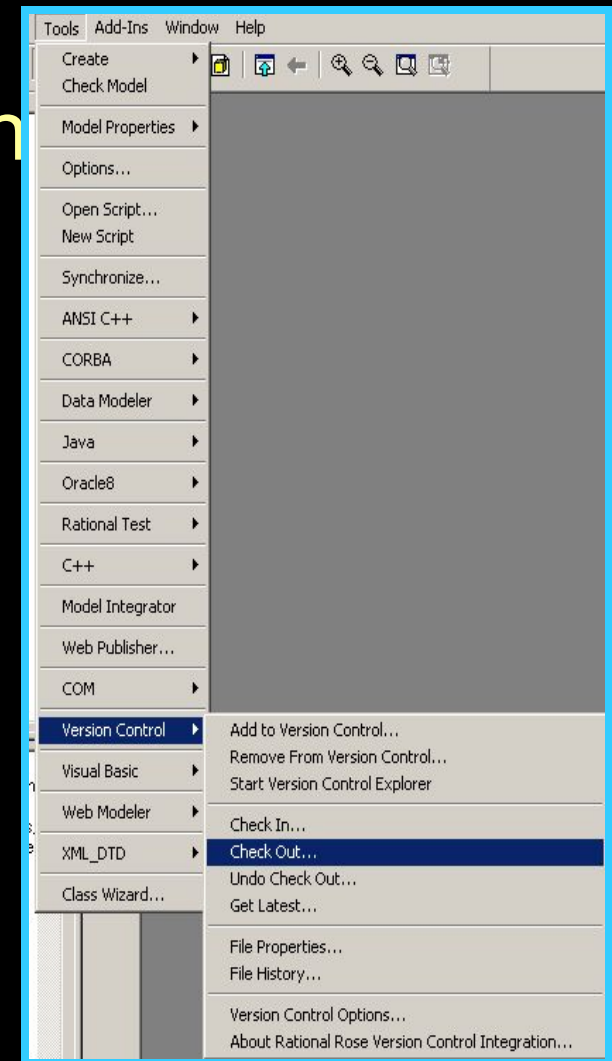 Tools Add-Ins Window Help
Create
Check Model
Model Properties
Options...
Open Script...
New Script
Synchronize...
ANSI C++
CORBA
Data Modeler
Java
Oracle8
Rational Test
C++
Model Integrator
Web Publisher...
COM
Version Control
Visual Basic
Web Modeler
XML_DTD
Class Wizard...
Add to Version Control...
Remove From Version Control...
Start Version Control Explorer
Check In...
Check Out...
Undo Check Out...
Get Latest...
File Properties...
File History...
Version Control Options...
About Rational Rose Version Control Integration...